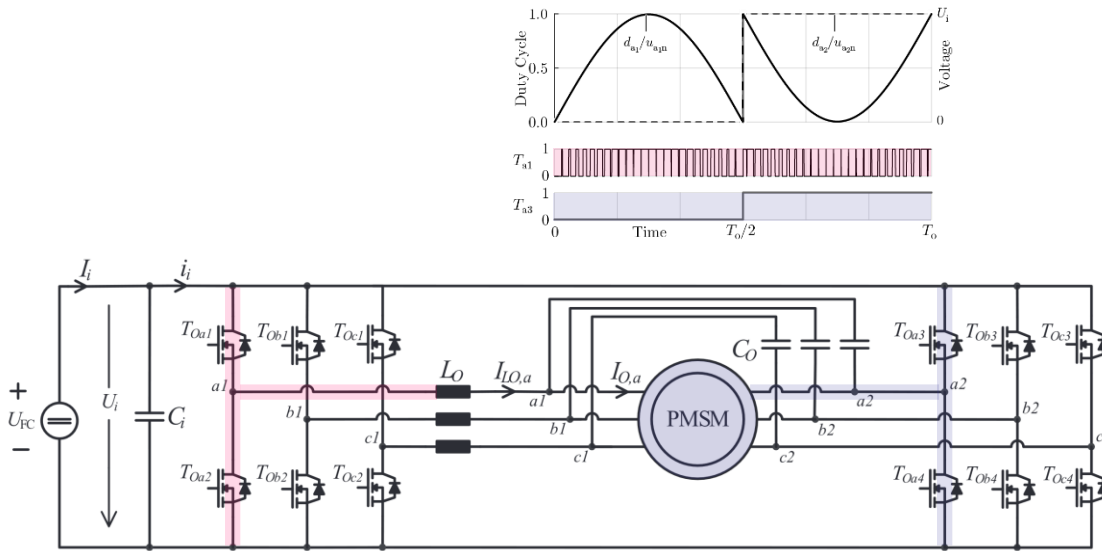 1.0 U_i
d_a1/u_a1n d_a2/u_a2n
Duty Cycle 0.5 Voltage
0.0 0
T_a1 1 0
T_a3 1 0
0 Time T_o/2 T_o
I_i i_i
T_Oa1 T_Ob1 T_Oc1 C_O T_Oa3 T_Ob3 T_Oc3
L_O I_LO,a I_O,a
a1 a1 a2 a2
+ U_FC − U_i C_i b1 b1 PMSM b2 b2
c1 c1 c2 c
T_Oa2 T_Ob2 T_Oc2 T_Oa4 T_Ob4 T_Oc4